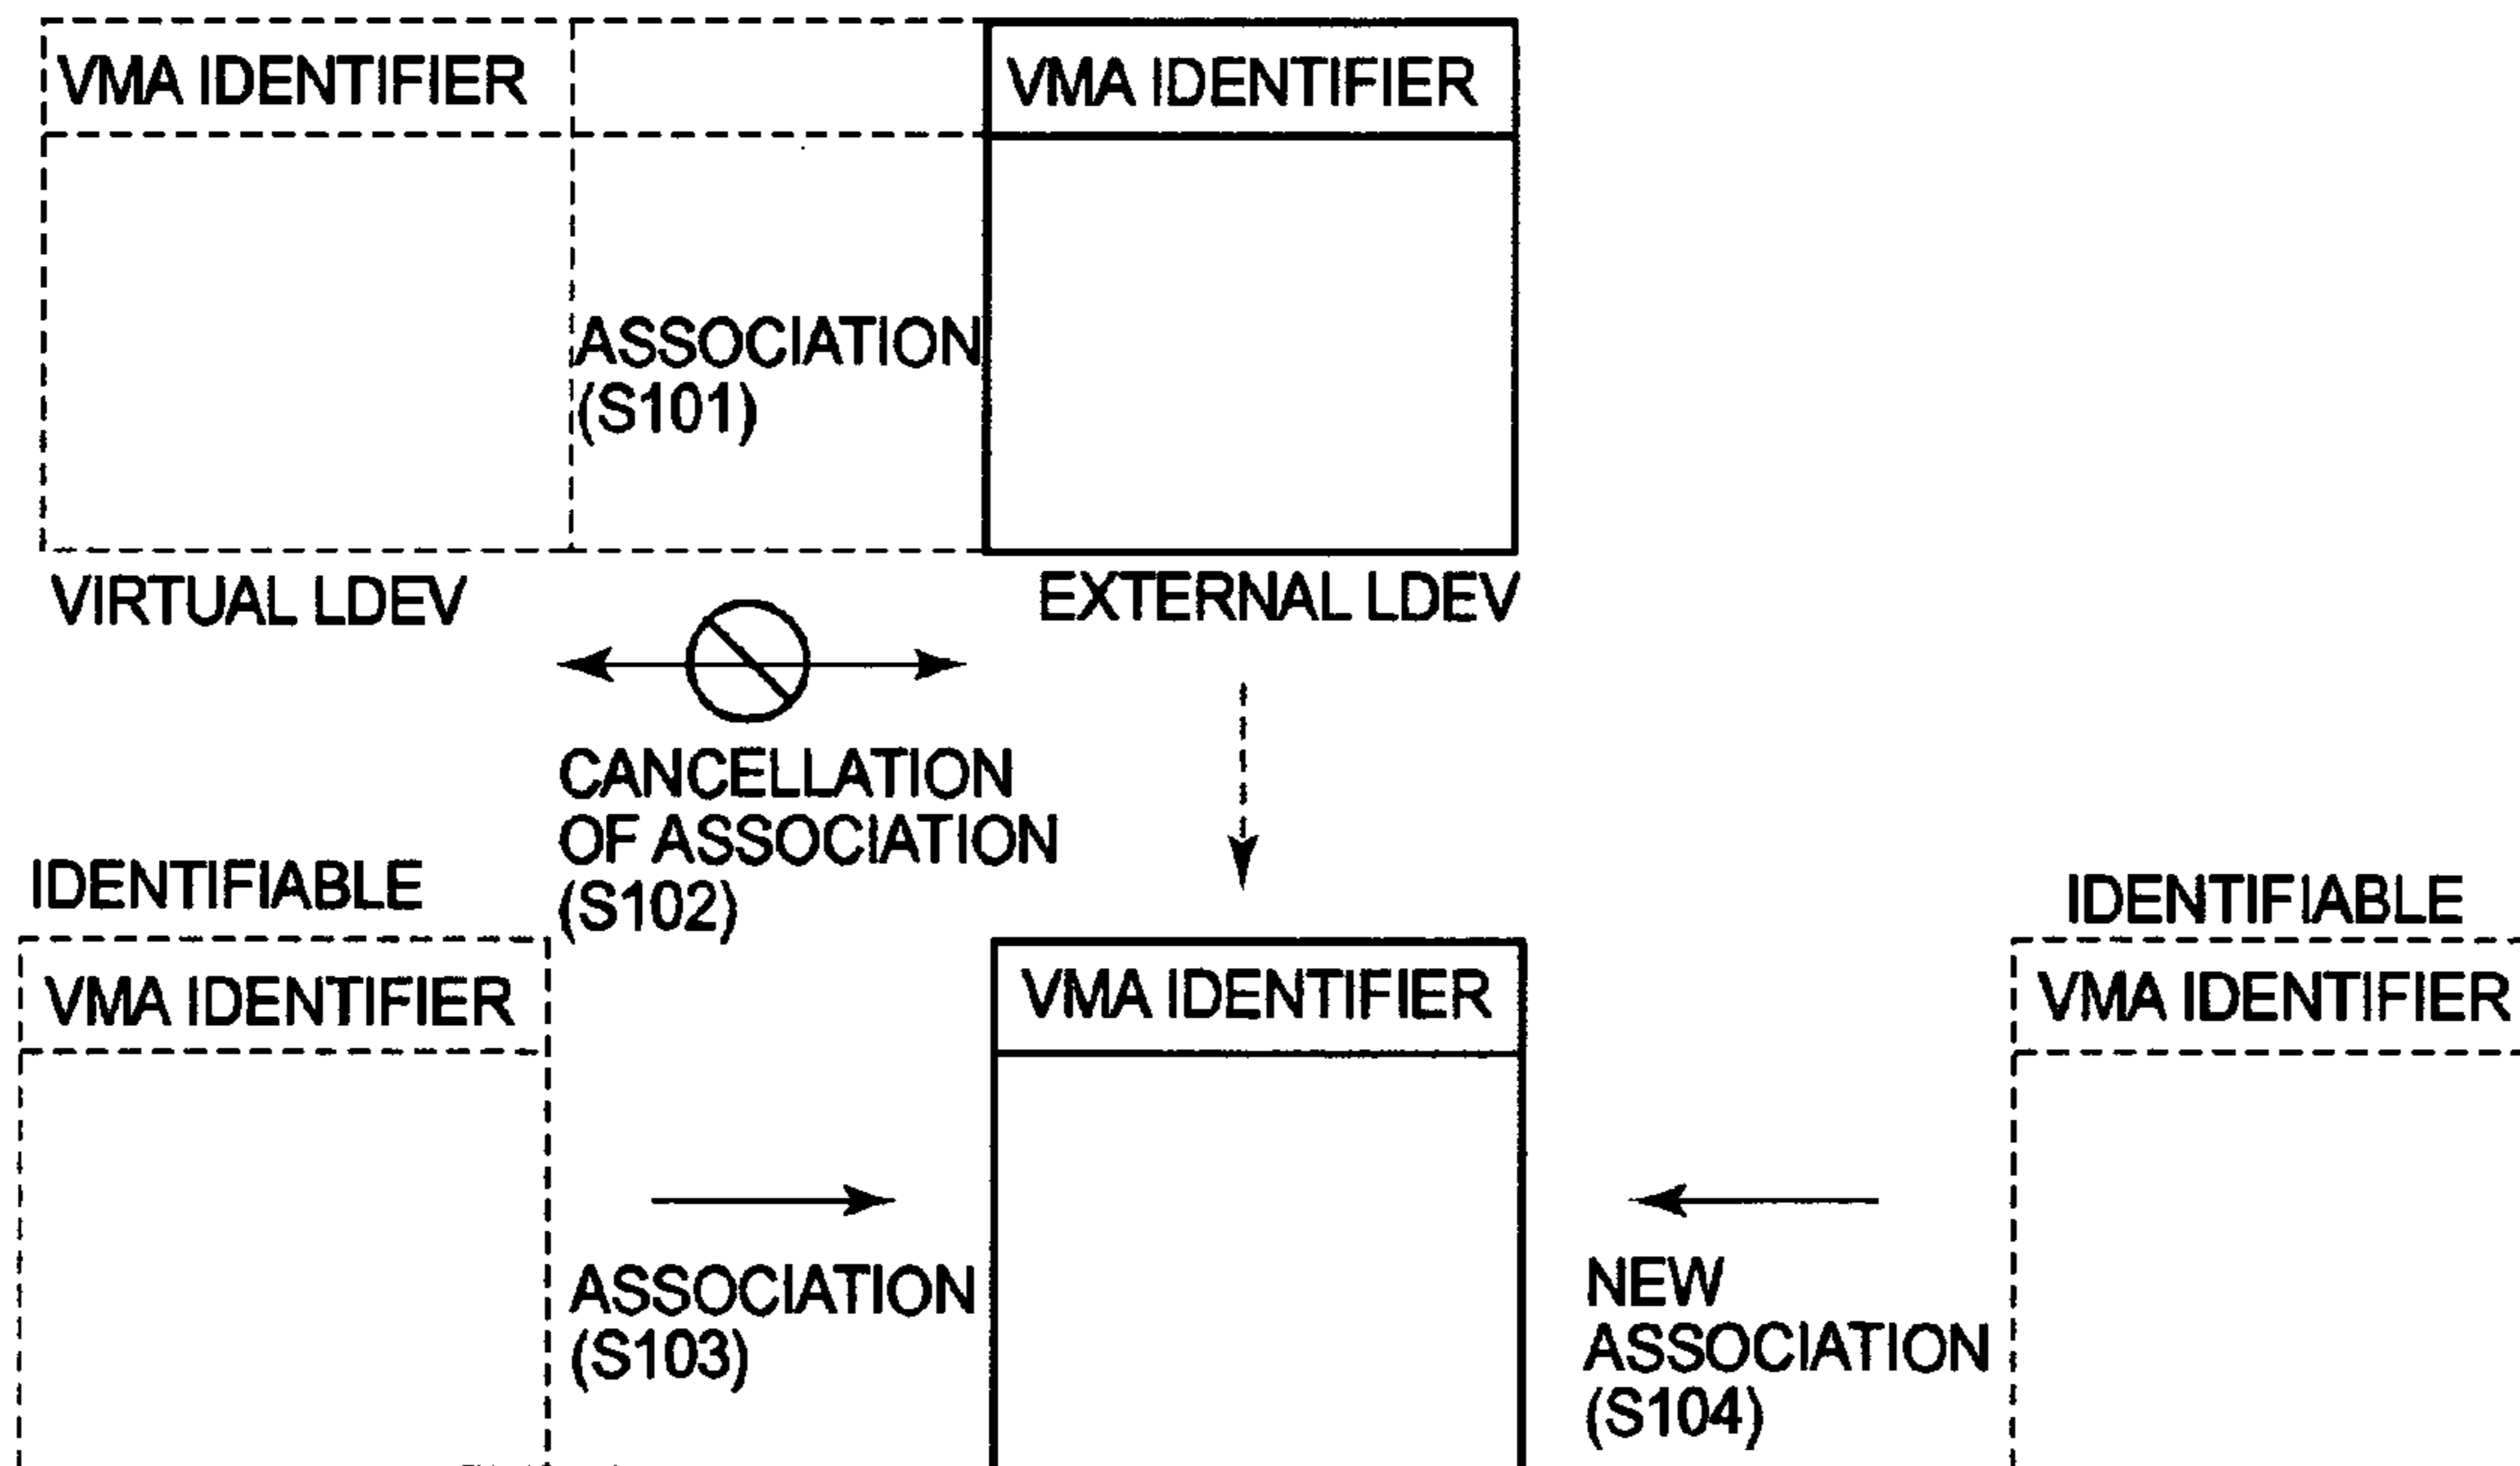 VMA IDENTIFIER
VMA IDENTIFIER
ASSOCIATION
(S101)
VIRTUAL LDEV
EXTERNAL LDEV
CANCELLATION
OF ASSOCIATION
(S102)
IDENTIFIABLE
IDENTIFIABLE
VMA IDENTIFIER
VMA IDENTIFIER
VMA IDENTIFIER
ASSOCIATION
(S103)
NEW
ASSOCIATION
(S104)